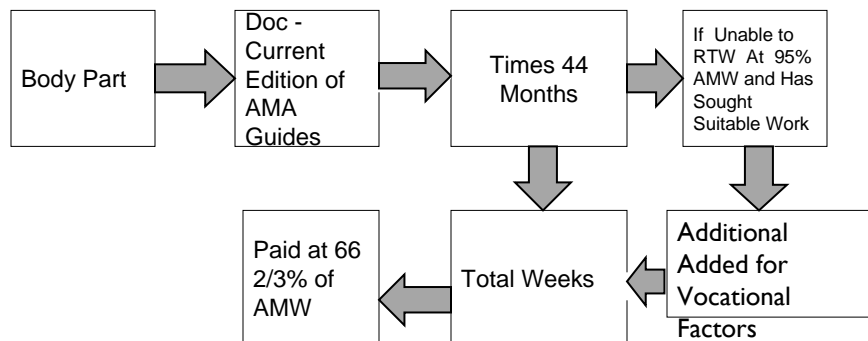 Body Part
Doc -
Current
Edition of
AMA
Guides
Times 44
Months
If Unable to
RTW At 95%
AMW and Has
Sought
Suitable Work
Paid at 66
2/3% of
AMW
Total Weeks
Additional
Added for
Vocational
Factors